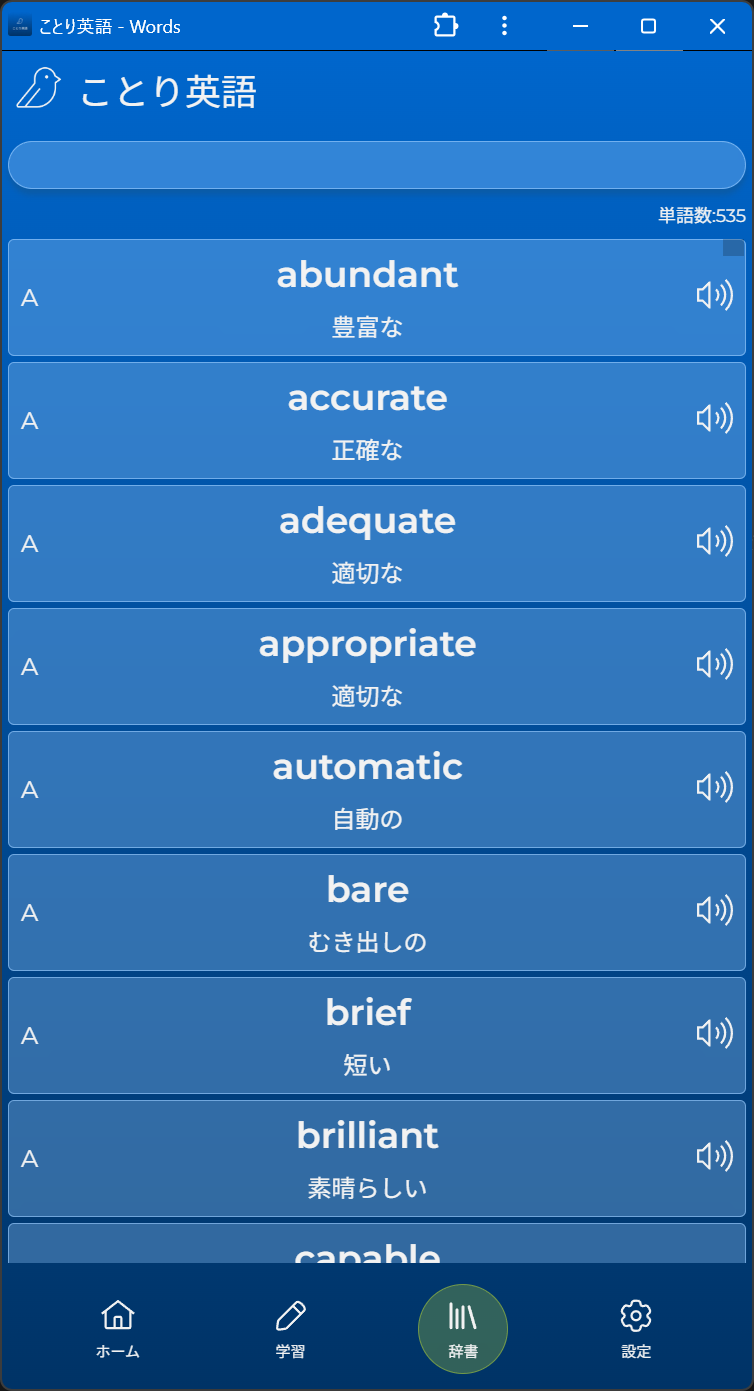 ことり英語 - Words
ことり英語
単語数:535
abundant
A
豊富な
accurate
A
正確な
adequate
A
適切な
appropriate
A
適切な
automatic
A
自動の
bare
A
むき出しの
brief
A
短い
brilliant
A
素晴らしい
capable
ホーム
学習
辞書
設定